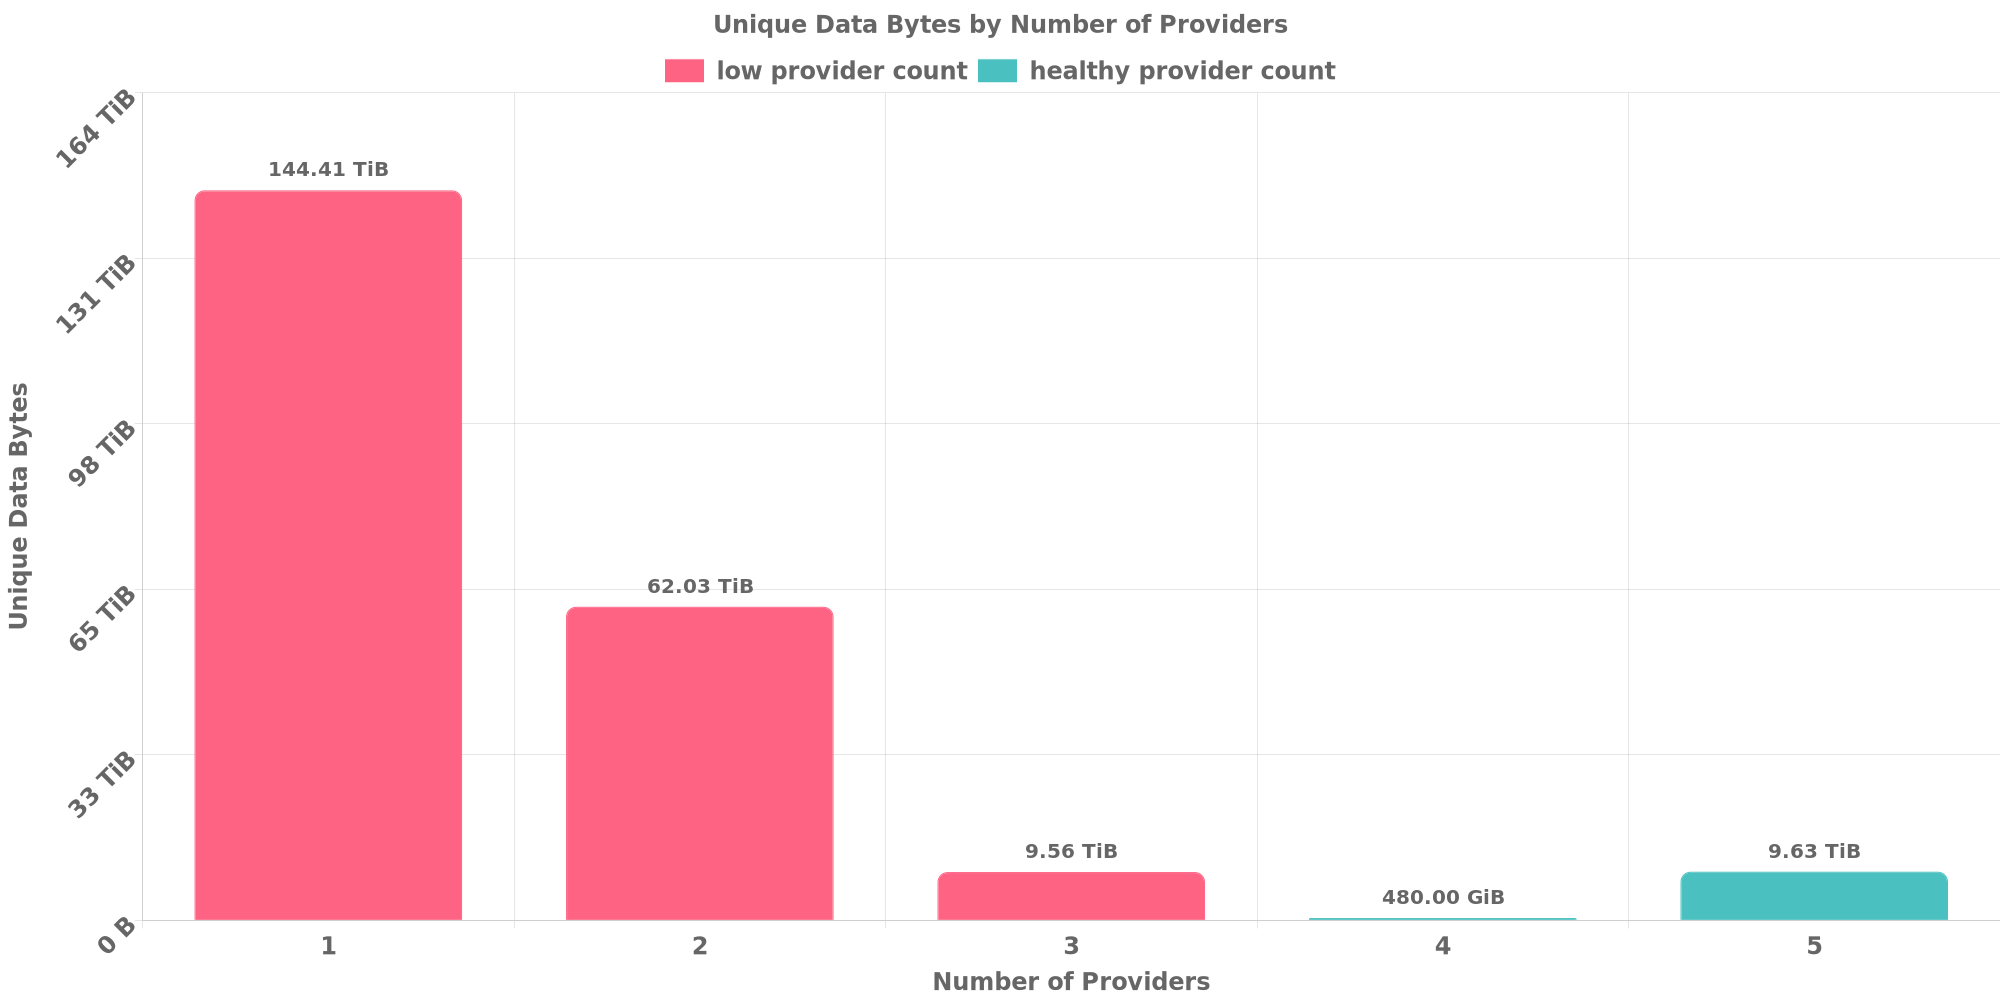 Unique Data Bytes by Number of Providers
low provider count
healthy provider count
Unique Data Bytes
164 TiB
131 TiB
98 TiB
65 TiB
33 TiB
0 B
144.41 TiB
62.03 TiB
9.56 TiB
480.00 GiB
9.63 TiB
1
2
3
4
5
Number of Providers